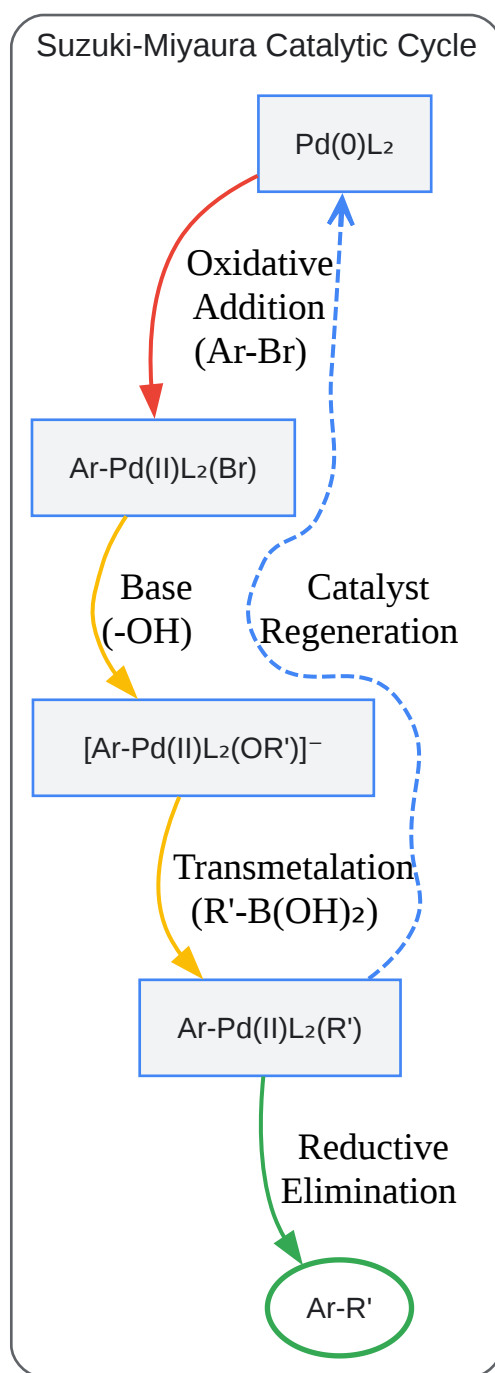 Suzuki-Miyaura Catalytic Cycle
Pd(0)L₂
Oxidative
Addition
(Ar-Br)
Ar-Pd(II)L₂(Br)
Base
(-OH)
Catalyst
Regeneration
[Ar-Pd(II)L₂(OR')]⁻
Transmetalation
(R'-B(OH)₂)
Ar-Pd(II)L₂(R')
Reductive
Elimination
Ar-R'